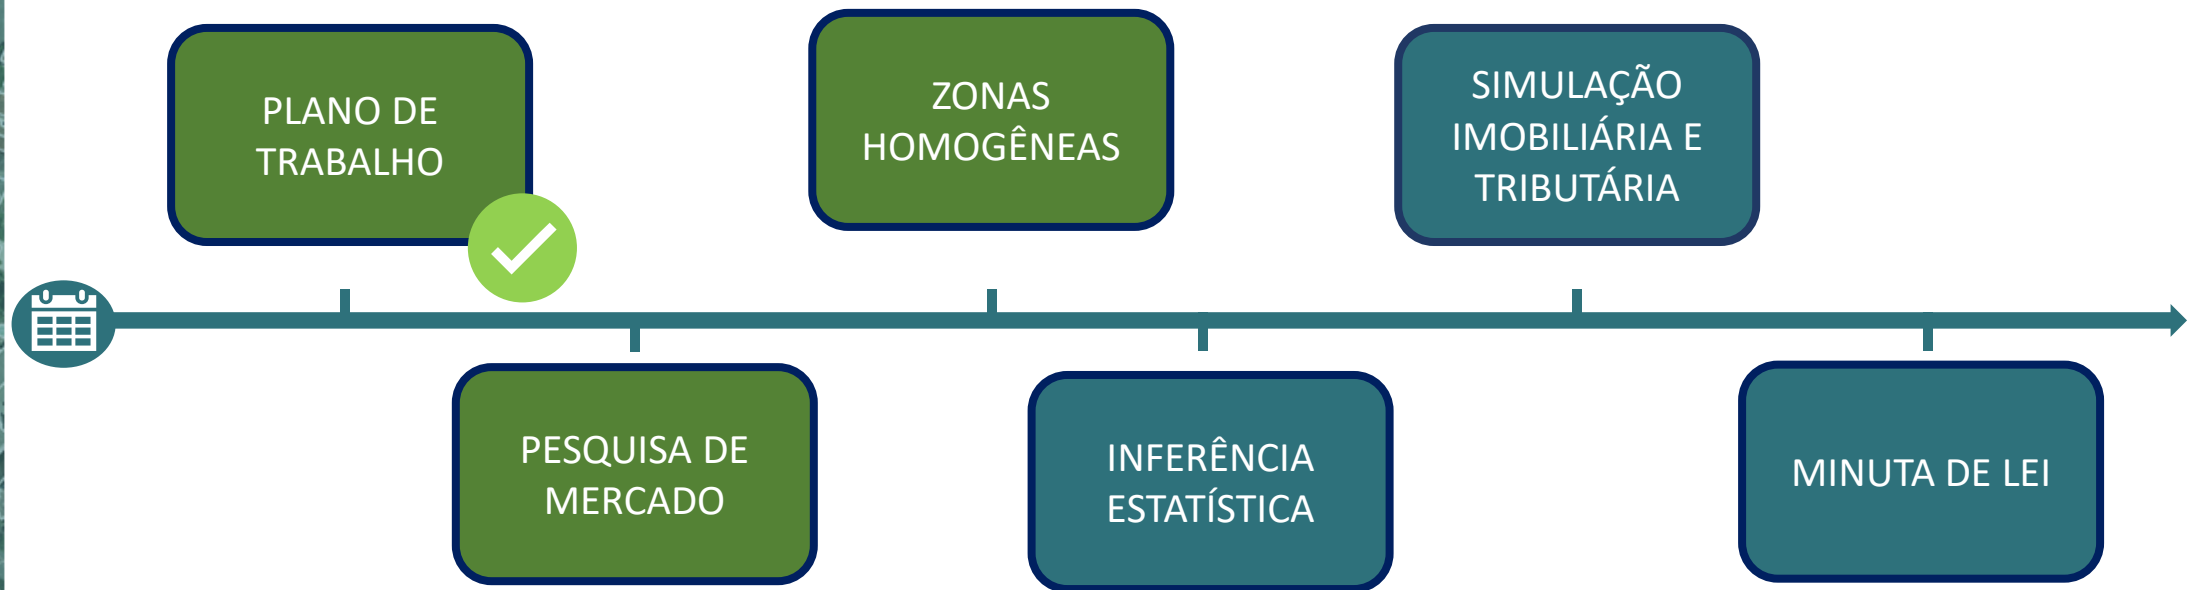 PLANO DE
TRABALHO
PESQUISA DE
MERCADO
ZONAS
HOMOGÊNEAS
INFERÊNCIA
ESTATÍSTICA
SIMULAÇÃO
IMOBILIÁRIA E
TRIBUTÁRIA
MINUTA DE LEI